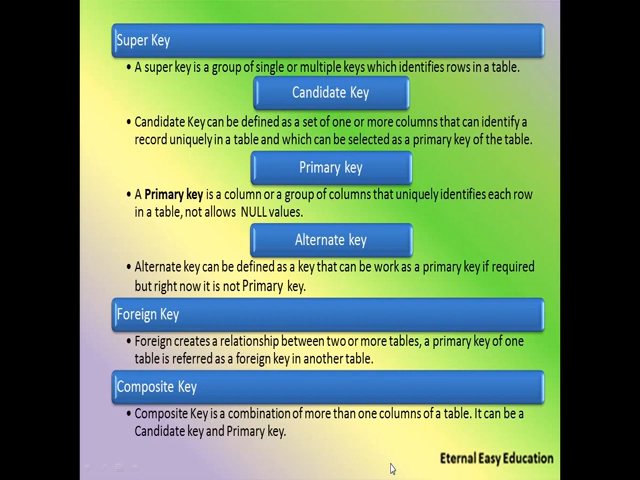 Super Key
• A super key is a group of single or multiple keys which identifies rows in a table.
Candidate Key
• Candidate Key can be defined as a set of one or more columns that can identify a
record uniquely in a table and which can be selected as a primary key of the table.
Primary key
• A Primary key is a column or a group of columns that uniquely identifies each row
in a table, not allows NULL values.
Alternate key
• Alternate key can be defined as a key that can be work as a primary key if required
but right now it is not Primary key.
Foreign Key
• Foreign creates a relationship between two or more tables, a primary key of one
table is referred as a foreign key in another table.
Composite Key
• Composite Key is a combination of more than one columns of a table. It can be a
Candidate key and Primary key.
Eternal Easy Education